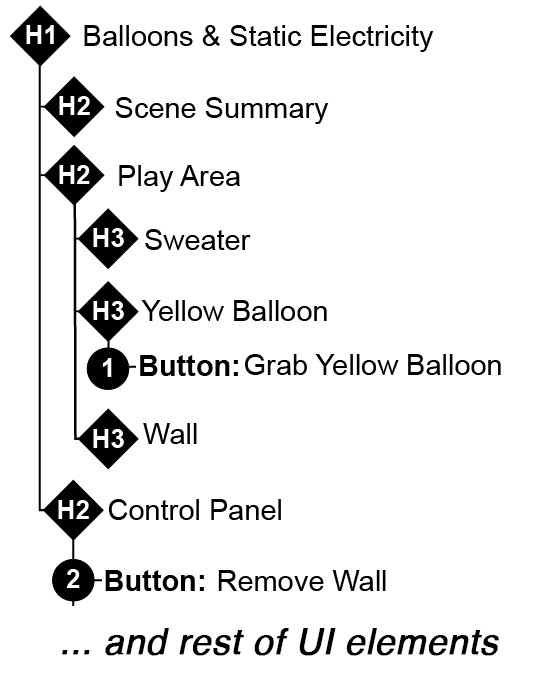 H1 Balloons & Static Electricity
H2 Scene Summary
H2 Play Area
H3 Sweater
H3 Yellow Balloon
1 Button: Grab Yellow Balloon
H3 Wall
H2 Control Panel
2 Button: Remove Wall
... and rest of UI elements